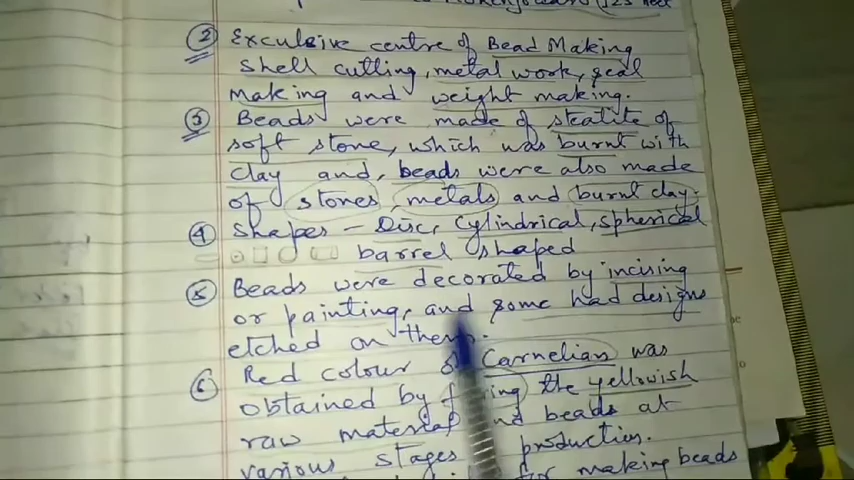 (125 hect
② Exculsive centre of Bead Making
shell cutting, metal work, seal
making and weight making.
③ Beads were made of steatite of
soft stone, which was burnt with
clay and, beads were also made
of stones, metals and burnt clay.
④ Shapes - Disc, cylindrical, spherical
barrel shaped
⑤ Beads were decorated by incising
or painting, and some had designs
etched on them.
⑥ Red colour Carnelian was
obtained by the yellowish
raw material beads at
various stages production.
for making beads